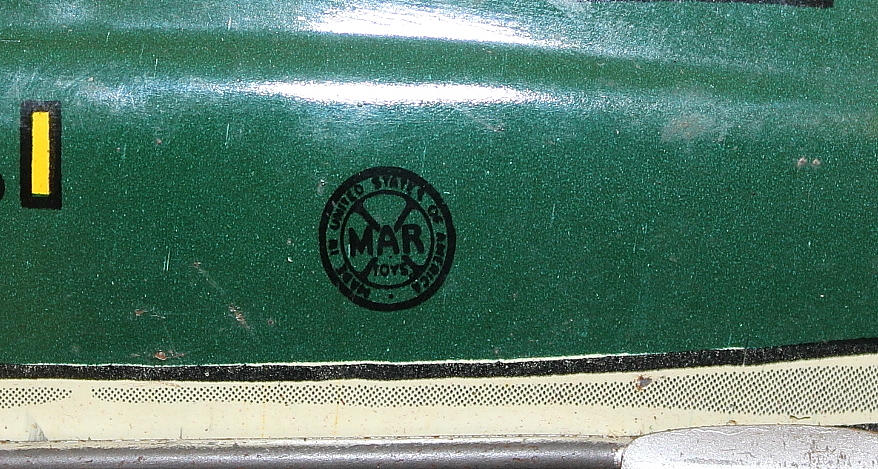 MADE IN UNITED STATES OF AMERICA
MAR
TOYS